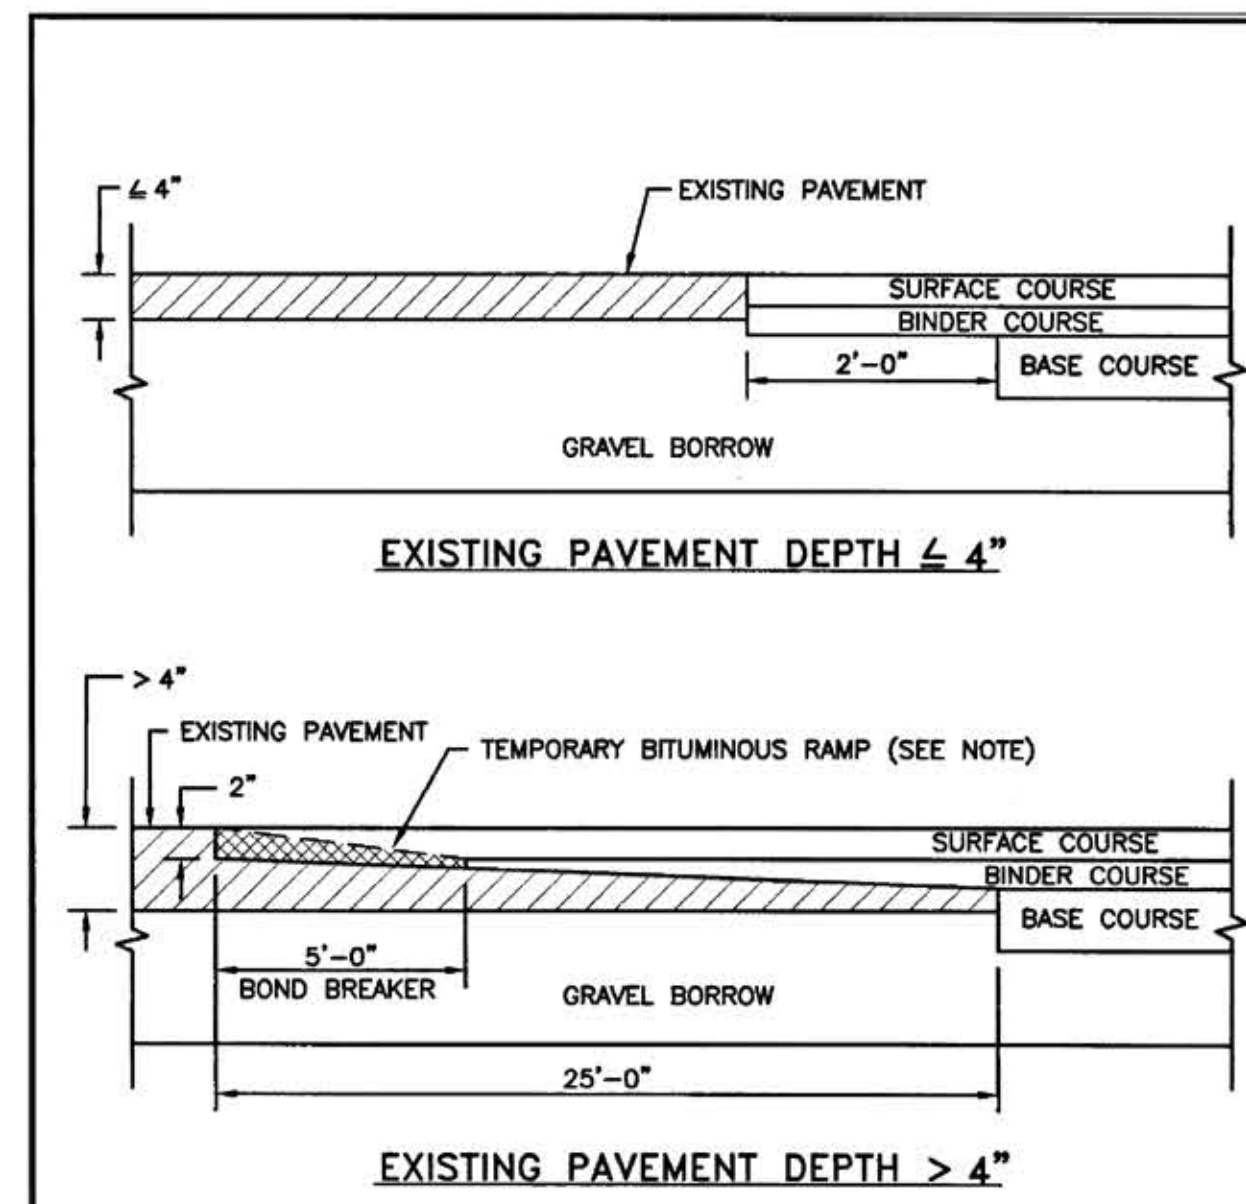 ≤ 4"
EXISTING PAVEMENT
SURFACE COURSE
BINDER COURSE
2'-0"
BASE COURSE
GRAVEL BORROW
EXISTING PAVEMENT DEPTH ≤ 4"
> 4"
EXISTING PAVEMENT
TEMPORARY BITUMINOUS RAMP (SEE NOTE)
2"
SURFACE COURSE
BINDER COURSE
BASE COURSE
5'-0"
BOND BREAKER
GRAVEL BORROW
25'-0"
EXISTING PAVEMENT DEPTH > 4"